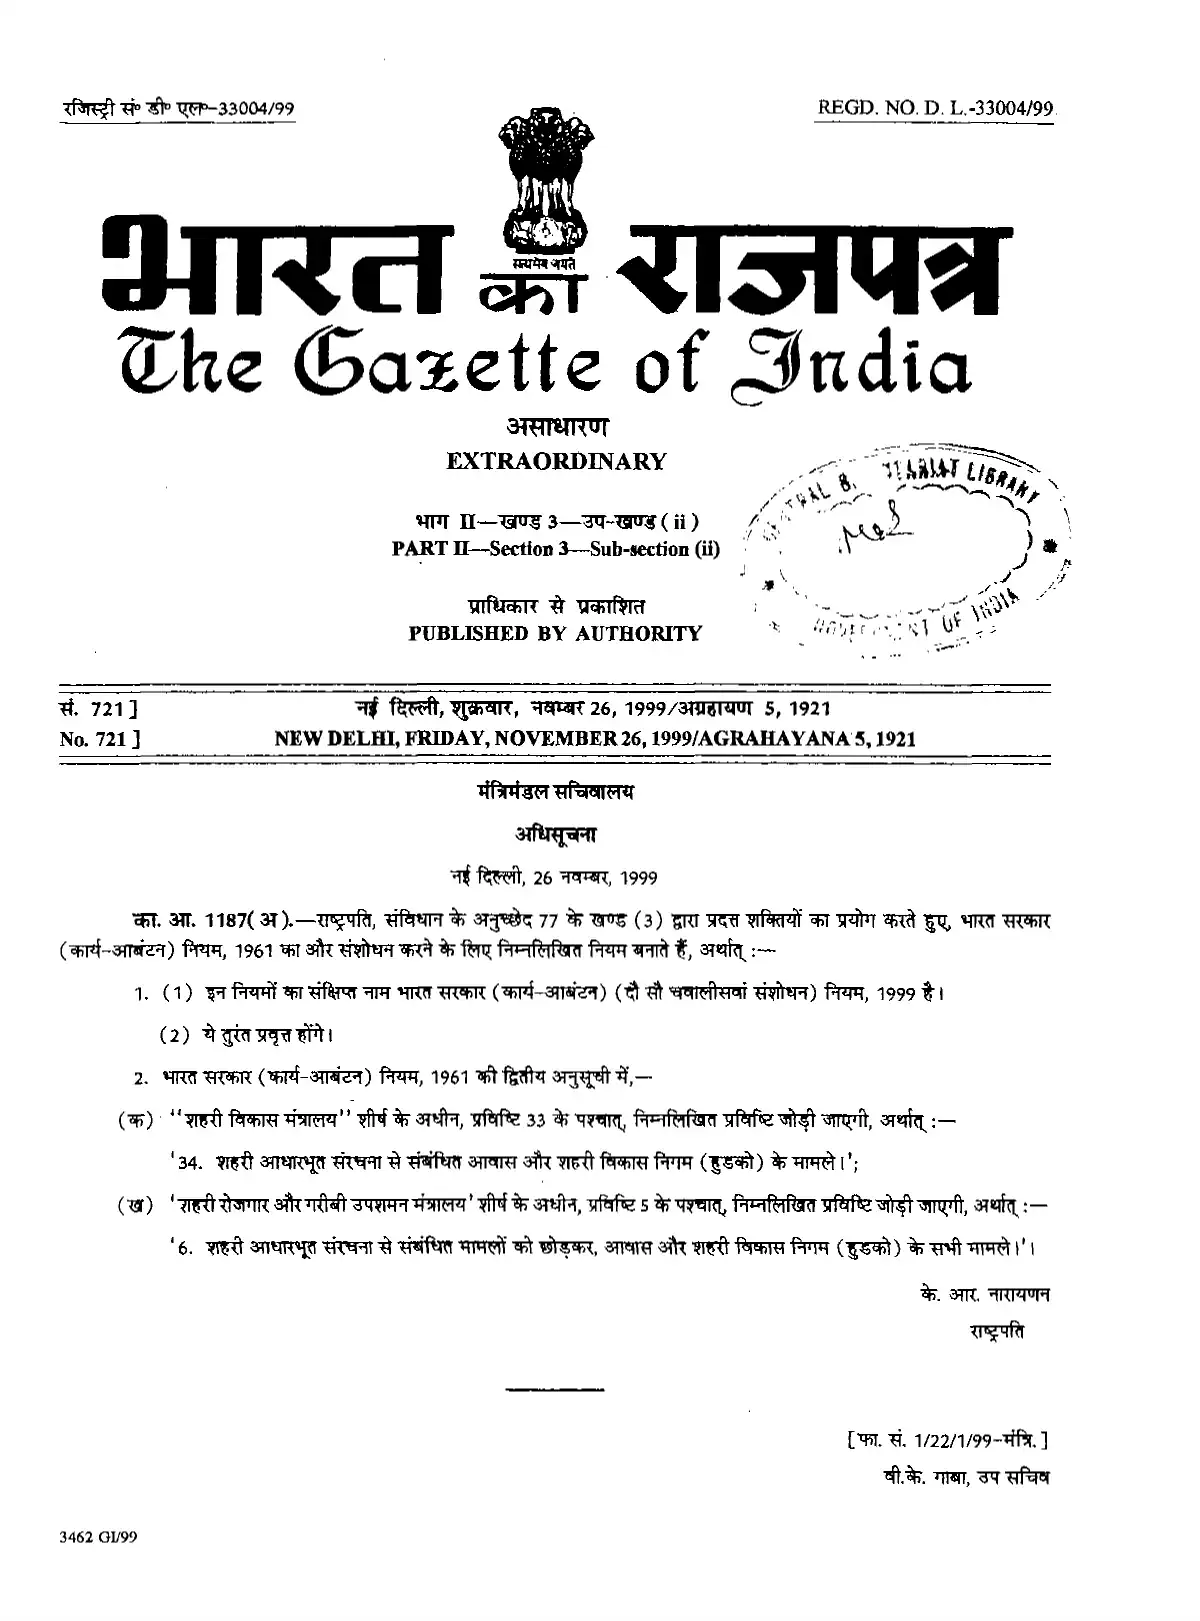 रजिस्ट्री सं० डी० एल०-33004/99
REGD. NO. D. L.-33004/99
सत्यमेव जयते
भारत का राजपत्र
The Gazette of India
असाधारण
EXTRAORDINARY
भाग II—खण्ड 3—उप-खण्ड ( ii )
PART II—Section 3—Sub-section (ii)
प्राधिकार से प्रकाशित
PUBLISHED BY AUTHORITY
LIBRARY
OF INDIA
सं. 721 ]
नई दिल्ली, शुक्रवार, नवम्बर 26, 1999/अग्रहायण 5, 1921
No. 721 ]
NEW DELHI, FRIDAY, NOVEMBER 26, 1999/AGRAHAYANA 5, 1921
मंत्रिमंडल सचिवालय
अधिसूचना
नई दिल्ली, 26 नवम्बर, 1999
का. आ. 1187( अ ).—राष्ट्रपति, संविधान के अनुच्छेद 77 के खण्ड (3) द्वारा प्रदत्त शक्तियों का प्रयोग करते हुए, भारत सरकार
(कार्य-आबंटन) नियम, 1961 का और संशोधन करने के लिए निम्नलिखित नियम बनाते हैं, अर्थात् :—
1. (1) इन नियमों का संक्षिप्त नाम भारत सरकार (कार्य-आबंटन) (दौ सौ चवालीसवां संशोधन) नियम, 1999 है।
(2) ये तुरंत प्रवृत्त होंगे।
2. भारत सरकार (कार्य-आबंटन) नियम, 1961 की द्वितीय अनुसूची में,—
(क) "शहरी विकास मंत्रालय" शीर्ष के अधीन, प्रविष्टि 33 के पश्चात्, निम्नलिखित प्रविष्टि जोड़ी जाएगी, अर्थात् :—
'34. शहरी आधारभूत संरचना से संबंधित आवास और शहरी विकास निगम (हुडको) के मामले।';
(ख) 'शहरी रोजगार और गरीबी उपशमन मंत्रालय' शीर्ष के अधीन, प्रविष्टि 5 के पश्चात्, निम्नलिखित प्रविष्टि जोड़ी जाएगी, अर्थात् :—
'6. शहरी आधारभूत संरचना से संबंधित मामलों को छोड़कर, आवास और शहरी विकास निगम (हुडको) के सभी मामले।'।
के. आर. नारायणन
राष्ट्रपति
[फा. सं. 1/22/1/99-मंत्रि.]
वी.के. गाबा, उप सचिव
3462 GI/99